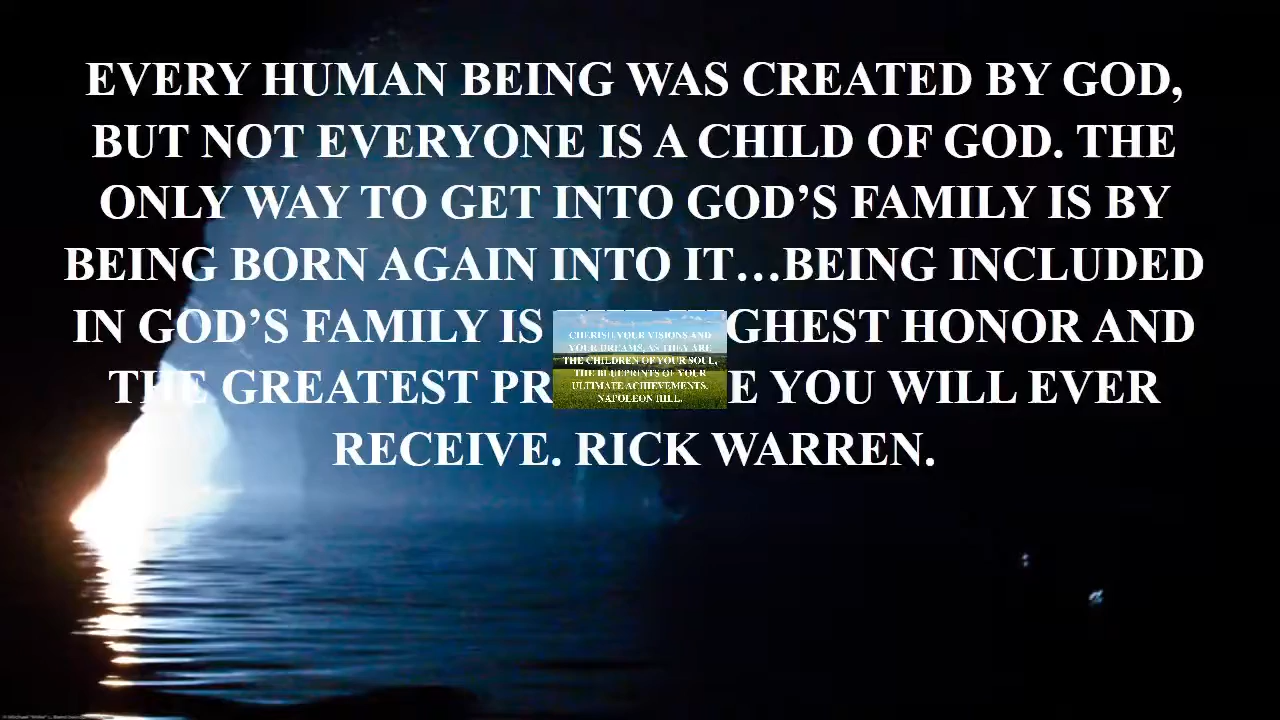 EVERY HUMAN BEING WAS CREATED BY GOD,
BUT NOT EVERYONE IS A CHILD OF GOD. THE
ONLY WAY TO GET INTO GOD’S FAMILY IS BY
BEING BORN AGAIN INTO IT…BEING INCLUDED
IN GOD’S FAMILY IS GHEST HONOR AND
THE GREATEST PR E YOU WILL EVER
RECEIVE. RICK WARREN.
CHERISH YOUR VISIONS AND
YOUR DREAMS, AS THEY ARE
THE CHILDREN OF YOUR SOUL,
THE BLUEPRINTS OF YOUR
ULTIMATE ACHIEVEMENTS.
NAPOLEON HILL.